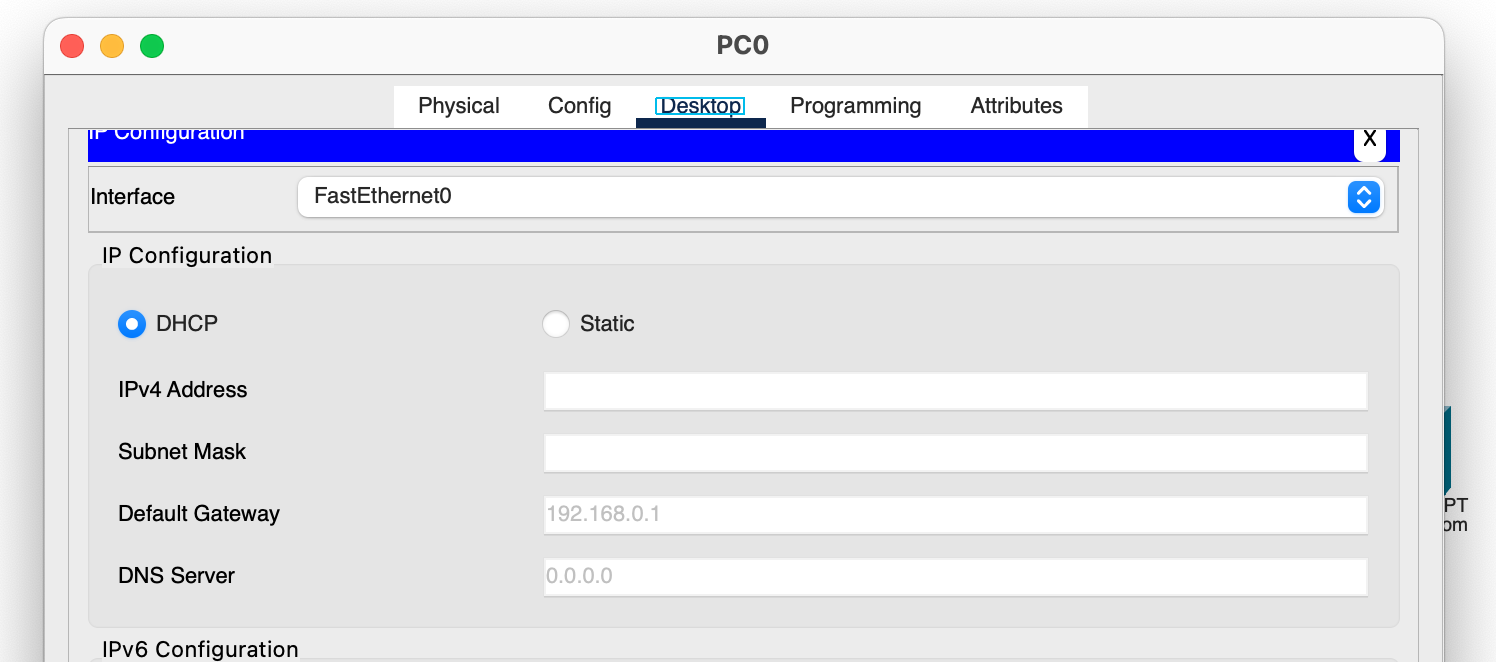 PC0
Physical Config Desktop Programming Attributes
IP Configuration X
Interface FastEthernet0
IP Configuration
DHCP Static
IPv4 Address
Subnet Mask
Default Gateway 192.168.0.1
DNS Server 0.0.0.0
PT
om
IPv6 Configuration